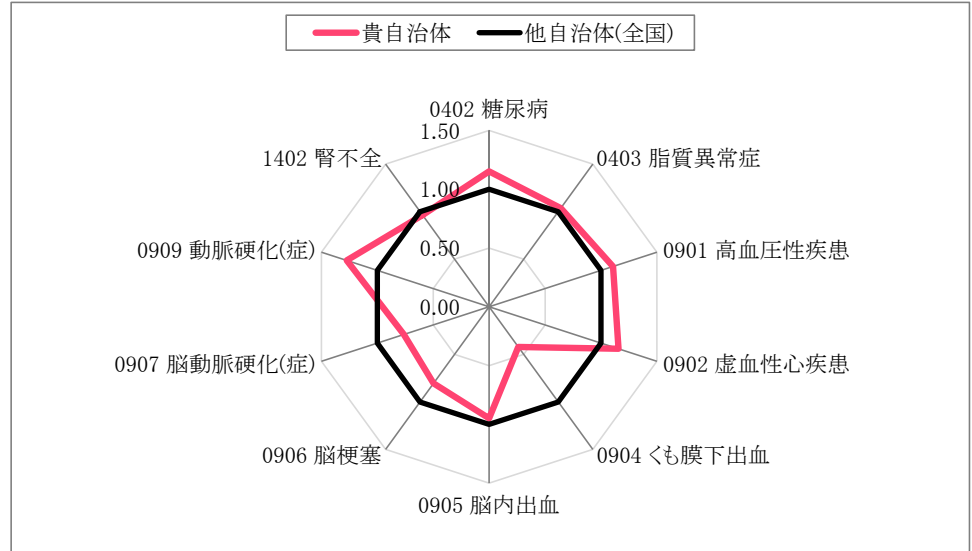 貴自治体 他自治体(全国)
0402 糖尿病
1.50
1402 腎不全
0403 脂質異常症
1.00
0909 動脈硬化(症)
0.50
0901 高血圧性疾患
0.00
0907 脳動脈硬化(症)
0902 虚血性心疾患
0906 脳梗塞
0904 くも膜下出血
0905 脳内出血